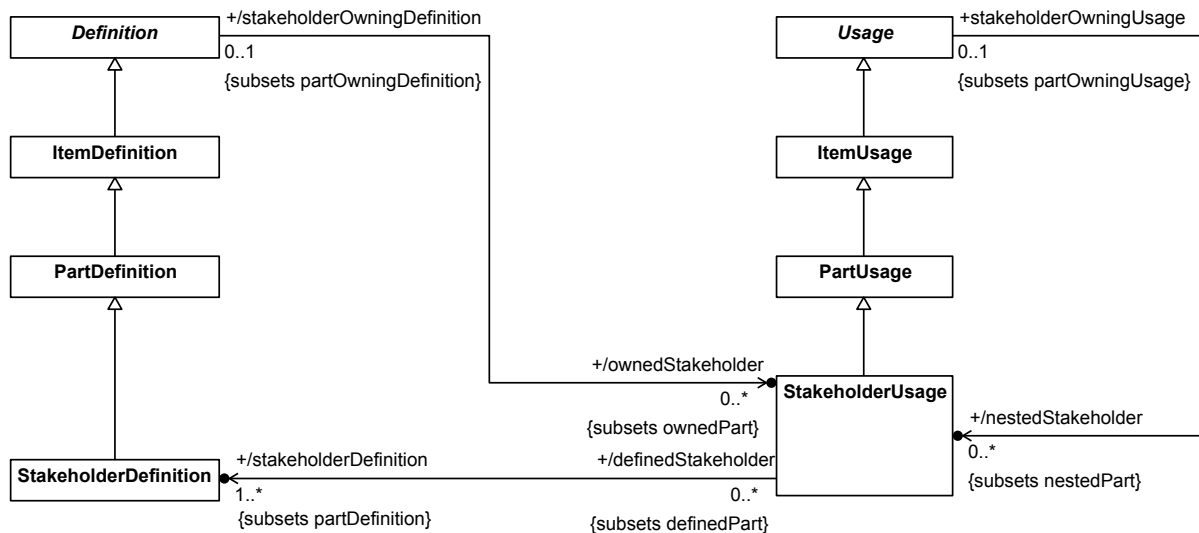 +/stakeholderOwningDefinition
+stakeholderOwningUsage
Definition
Usage
0..1
0..1
{subsets partOwningDefinition}
{subsets partOwningUsage}
ItemDefinition
ItemUsage
PartDefinition
PartUsage
+/ownedStakeholder
StakeholderUsage
0..*
+/nestedStakeholder
{subsets ownedPart}
0..*
+/stakeholderDefinition
+/definedStakeholder
StakeholderDefinition
{subsets nestedPart}
1..*
0..*
{subsets partDefinition}
{subsets definedPart}